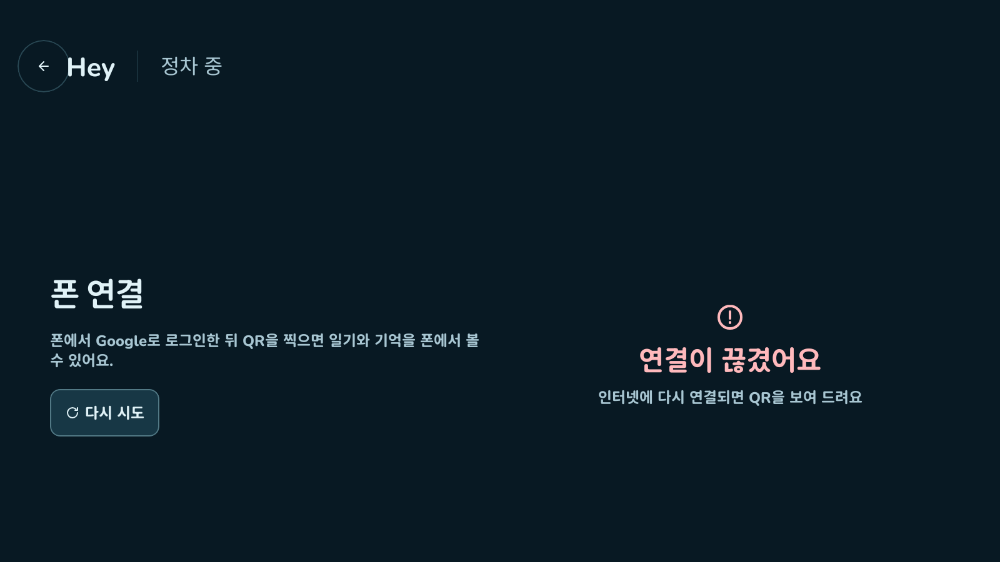 Hey
정차 중
폰 연결
폰에서 Google로 로그인한 뒤 QR을 찍으면 일기와 기억을 폰에서 볼
수 있어요.
다시 시도
연결이 끊겼어요
인터넷에 다시 연결되면 QR을 보여 드려요